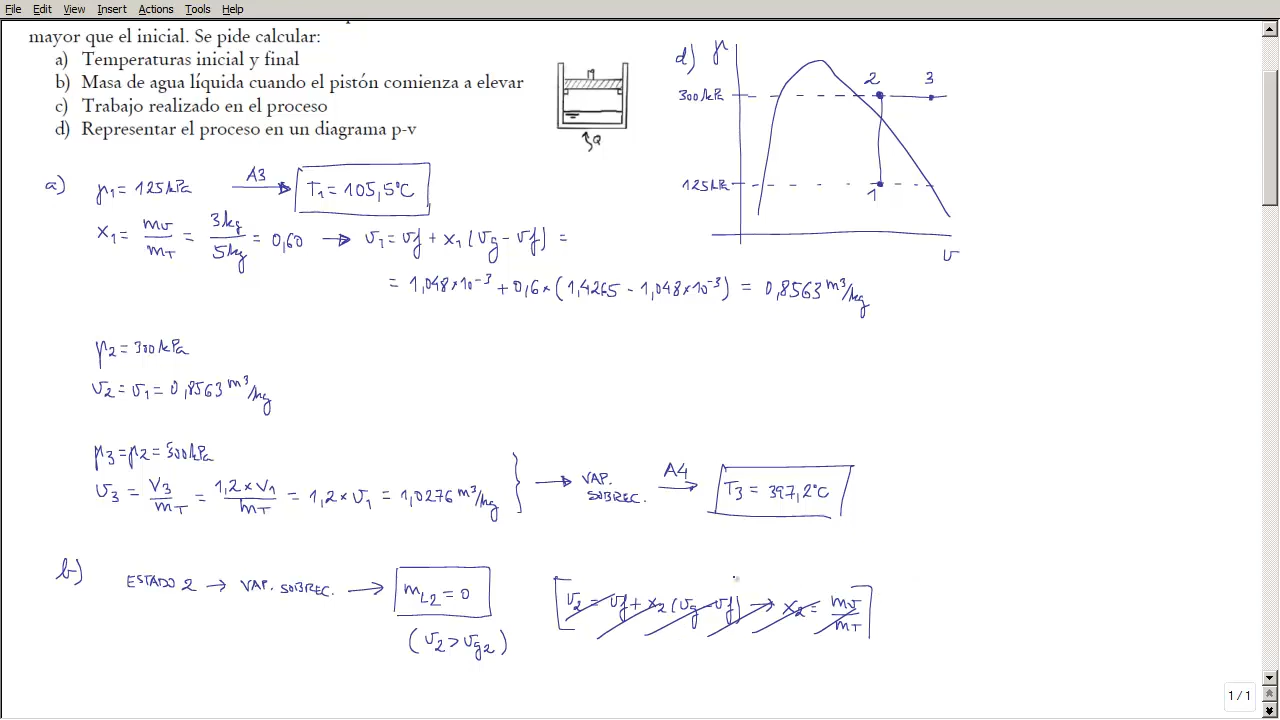 File Edit View Insert Actions Tools Help
mayor que el inicial. Se pide calcular:
a) Temperaturas inicial y final
b) Masa de agua líquida cuando el pistón comienza a elevar
c) Trabajo realizado en el proceso
d) Representar el proceso en un diagrama p-v
Q
d) p
300 kPa 2 3
125 kPa 1
v
a) p1 = 125 kPa A3 → T1 = 105,5°C
x1 = mv/mT = 3kg/5kg = 0,60 → v1 = vf + x1 (vg - vf) =
= 1,048×10⁻³ + 0,6 × (1,4265 - 1,048×10⁻³) = 0,8563 m³/kg
p2 = 300 kPa
v2 = v1 = 0,8563 m³/kg
p3 = p2 = 300 kPa
v3 = V3/mT = 1,2 × V1/mT = 1,2 × v1 = 1,0276 m³/kg } → VAP. SOBREC. A4 → T3 = 397,2°C
b) ESTADO 2 → VAP. SOBREC. → mL2 = 0 [v2 = vf + x2 (vg - vf) → x2 = mv/mT]
(v2 > vg2)
1 / 1